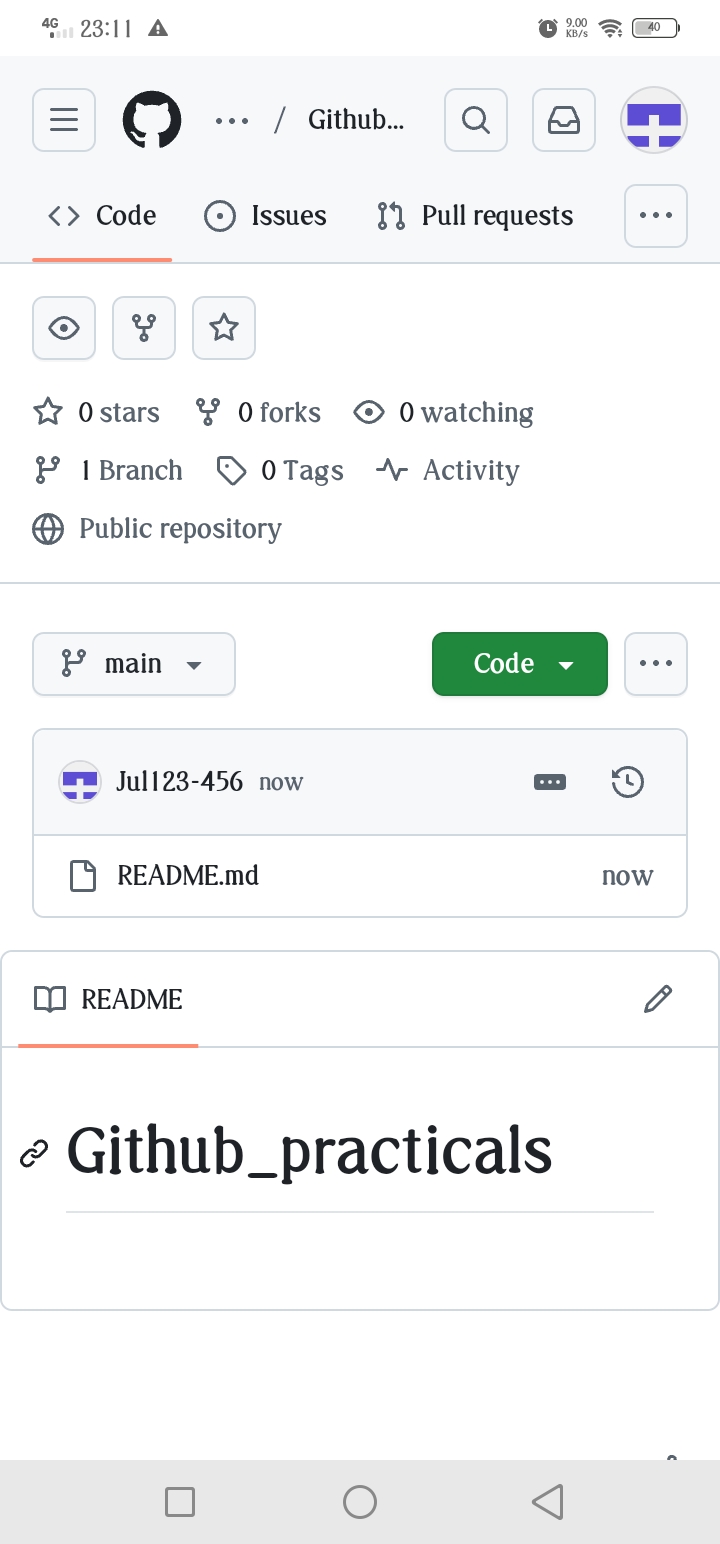 4G 23:11 9.00 KB/s 40
... / Github...
Code Issues Pull requests ...
0 stars 0 forks 0 watching
1 Branch 0 Tags Activity
Public repository
main Code ...
Jul123-456 now ...
README.md now
README
Github_practicals